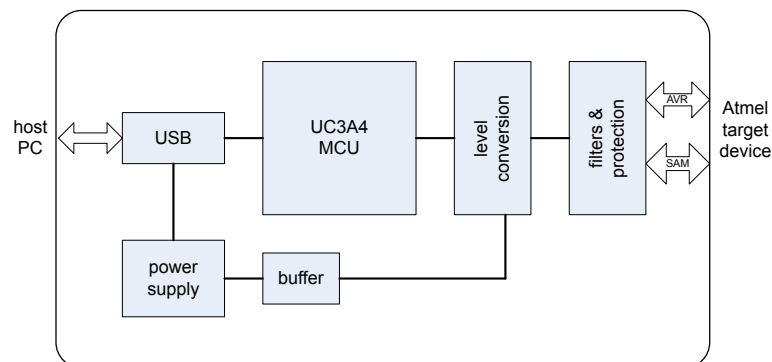 host
PC
USB
UC3A4
MCU
level
conversion
filters &
protection
AVR
SAM
Atmel
target
device
power
supply
buffer